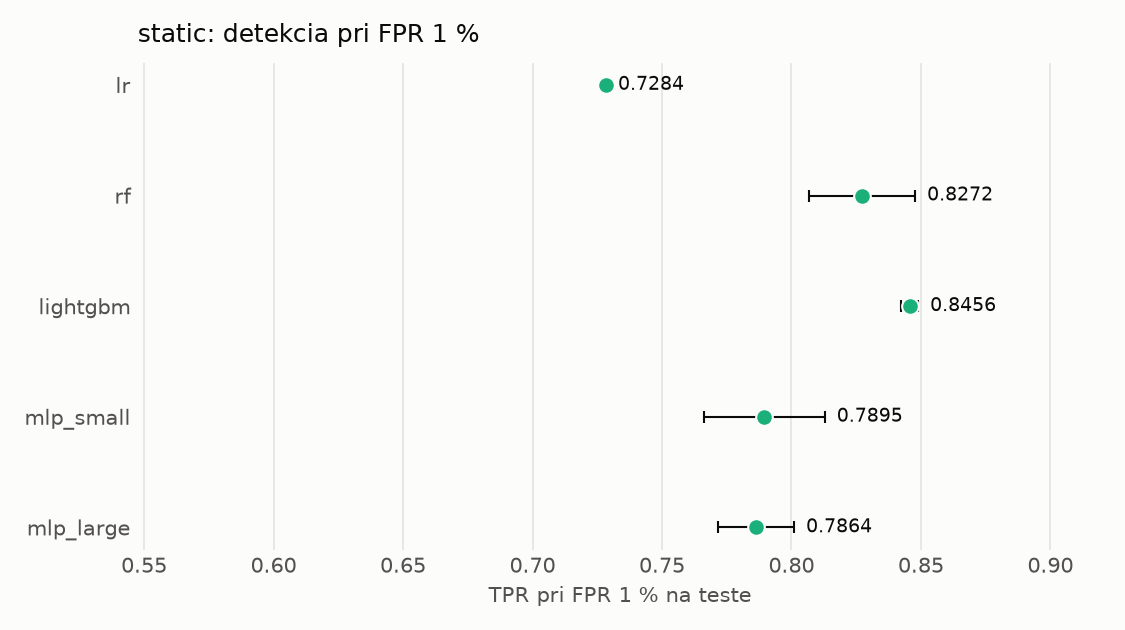 static: detekcia pri FPR 1 %
lr
0.7284
rf
0.8272
lightgbm
0.8456
mlp_small
0.7895
mlp_large
0.7864
0.55 0.60 0.65 0.70 0.75 0.80 0.85 0.90
TPR pri FPR 1 % na teste